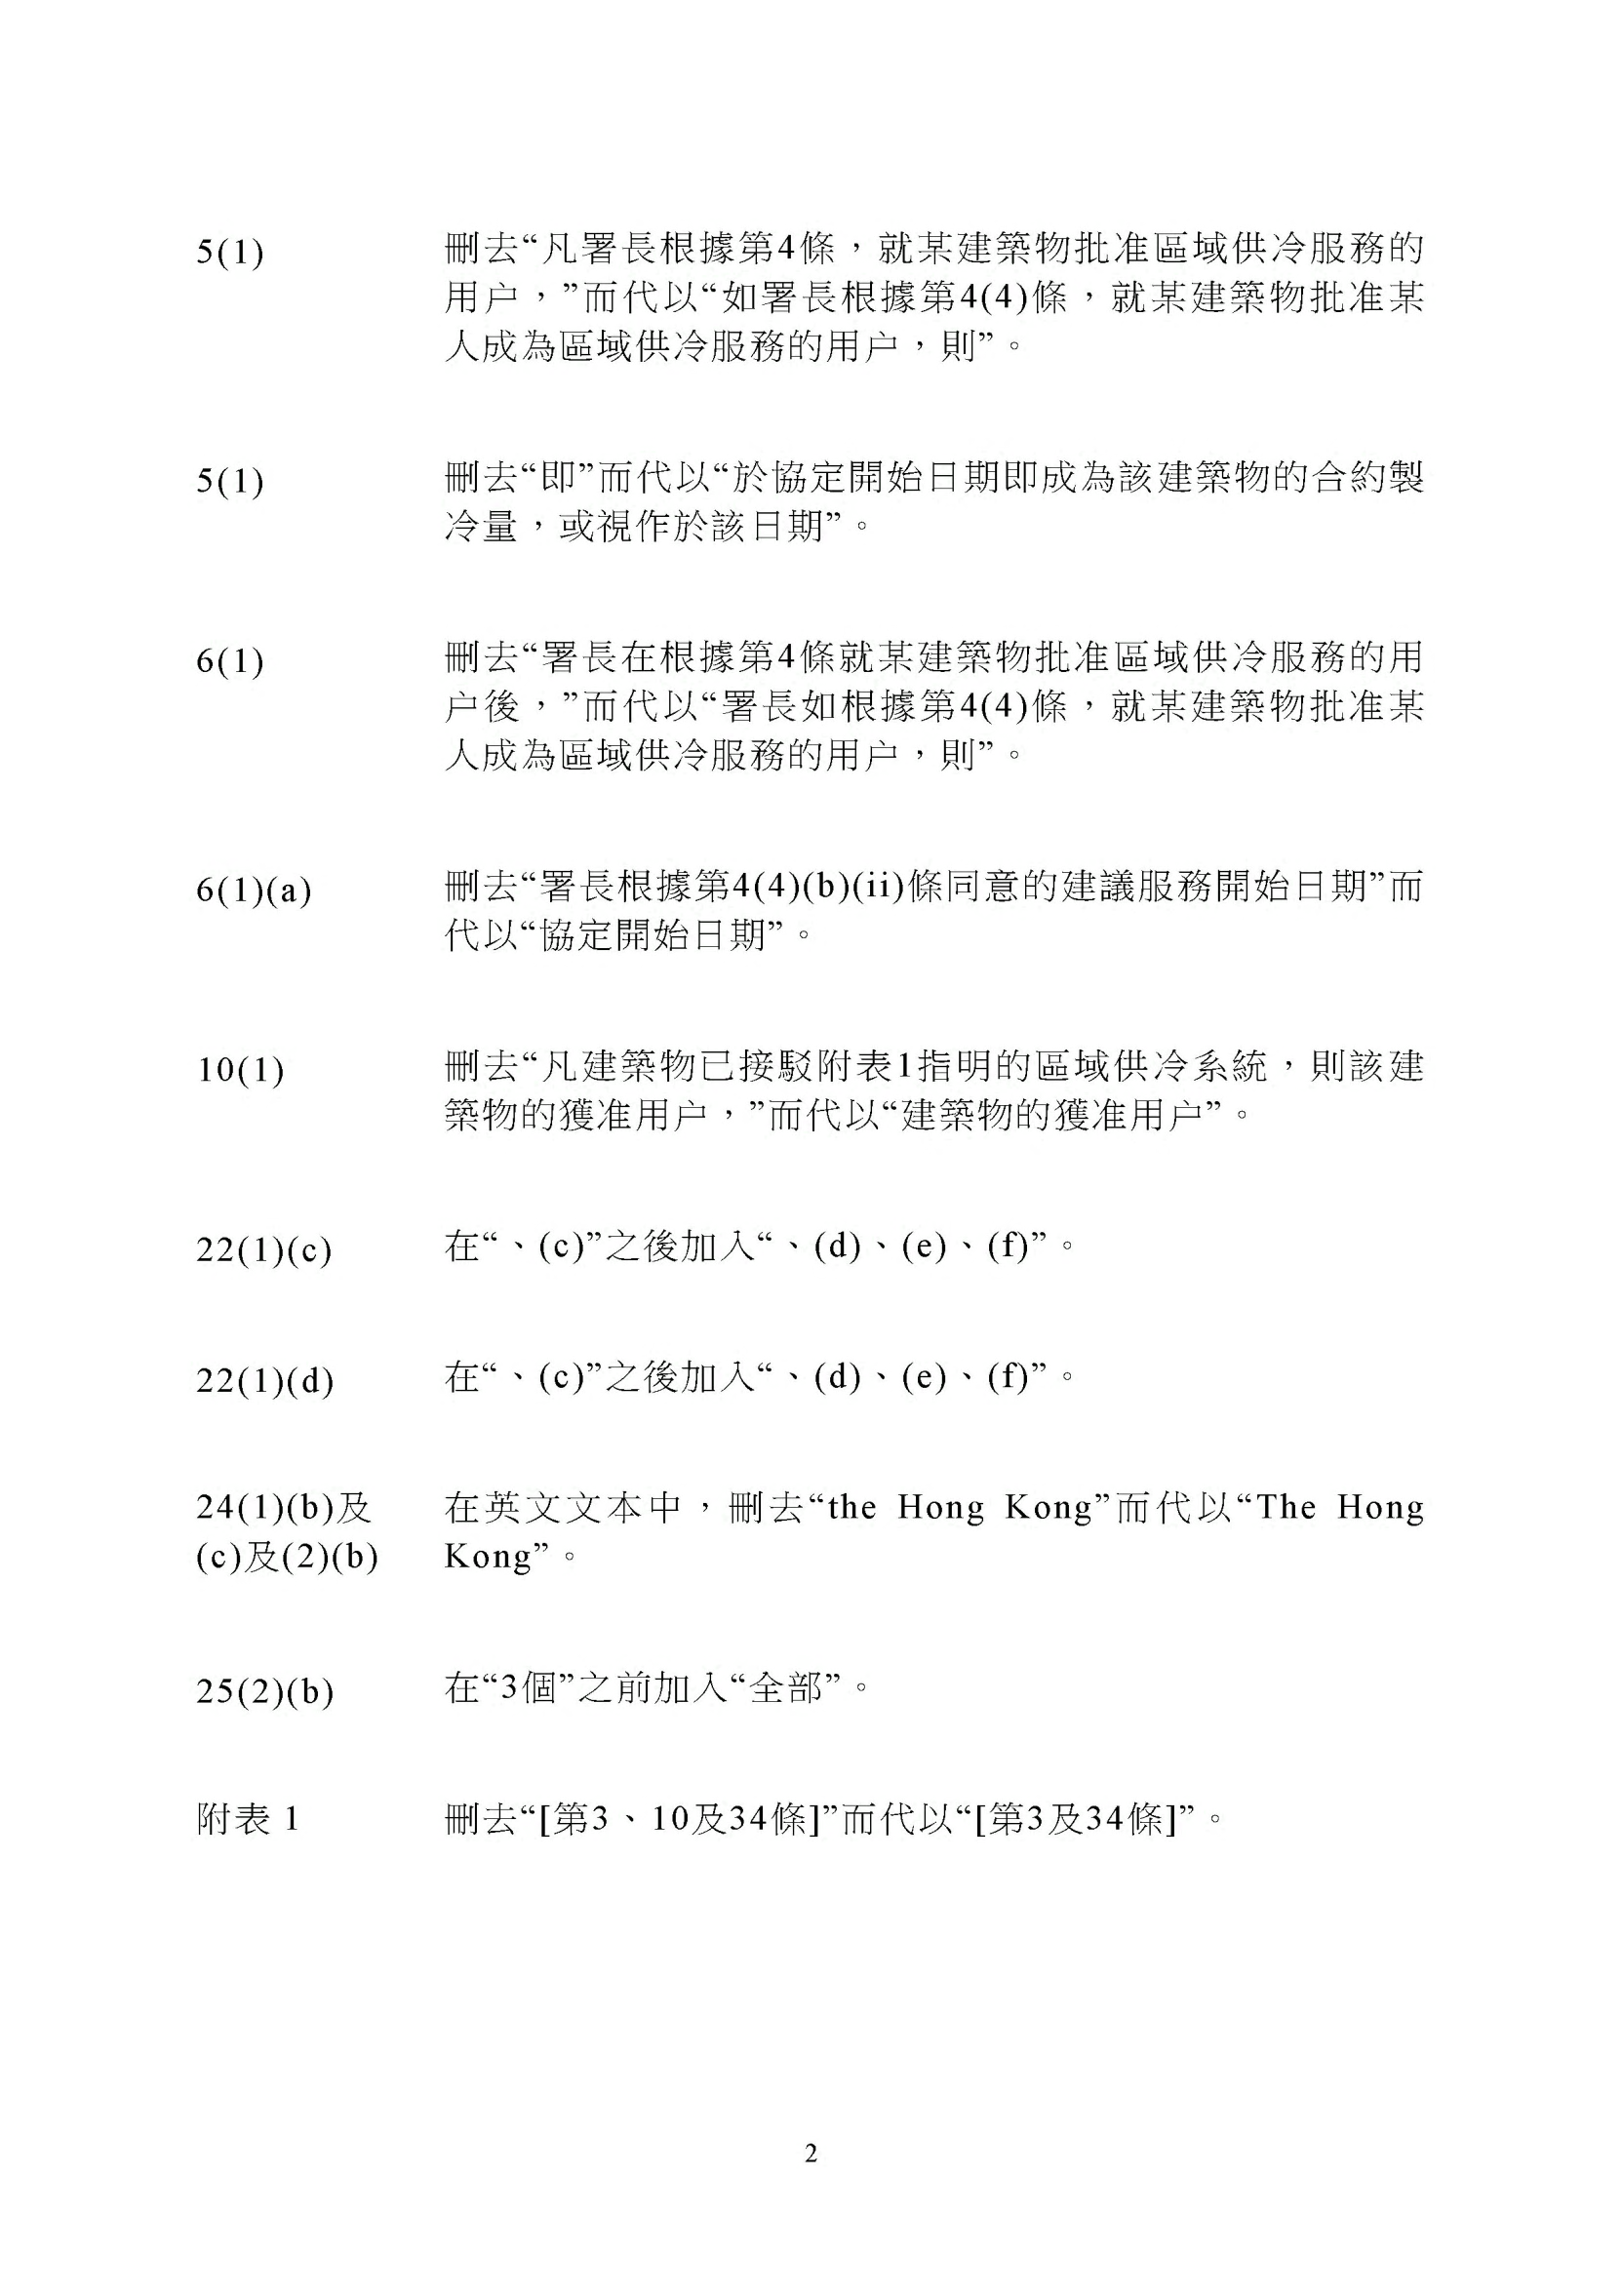 5(1) 刪去“凡署長根據第4條，就某建築物批准區域供冷服務的
用户，”而代以“如署長根據第4(4)條，就某建築物批准某
人成為區域供冷服務的用户，則”。
5(1) 刪去“即”而代以“於協定開始日期即成為該建築物的合約製
冷量，或視作於該日期”。
6(1) 刪去“署長在根據第4條就某建築物批准區域供冷服務的用
户後，”而代以“署長如根據第4(4)條，就某建築物批准某
人成為區域供冷服務的用户，則”。
6(1)(a) 刪去“署長根據第4(4)(b)(ii)條同意的建議服務開始日期”而
代以“協定開始日期”。
10(1) 刪去“凡建築物已接駁附表1指明的區域供冷系統，則該建
築物的獲准用户，”而代以“建築物的獲准用户”。
22(1)(c) 在“、(c)”之後加入“、(d)、(e)、(f)”。
22(1)(d) 在“、(c)”之後加入“、(d)、(e)、(f)”。
24(1)(b)及 在英文文本中，刪去“the Hong Kong”而代以“The Hong
(c)及(2)(b) Kong”。
25(2)(b) 在“3個”之前加入“全部”。
附表 1 刪去“[第3、10及34條]”而代以“[第3及34條]”。
2